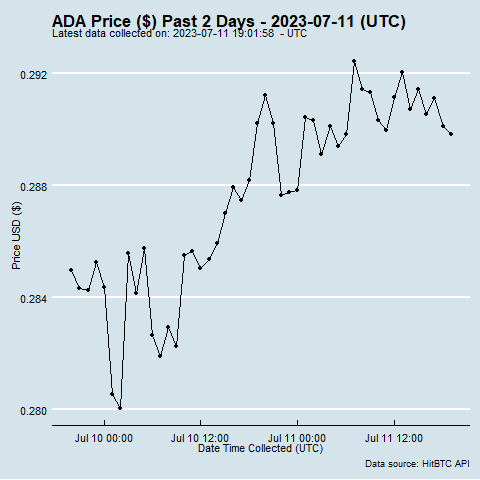 ADA Price ($) Past 2 Days - 2023-07-11 (UTC)
Latest data collected on: 2023-07-11 19:01:58 - UTC
0.292
0.288
0.284
0.280
Price USD ($)
Jul 10 00:00 Jul 10 12:00 Jul 11 00:00 Jul 11 12:00
Date Time Collected (UTC)
Data source: HitBTC API